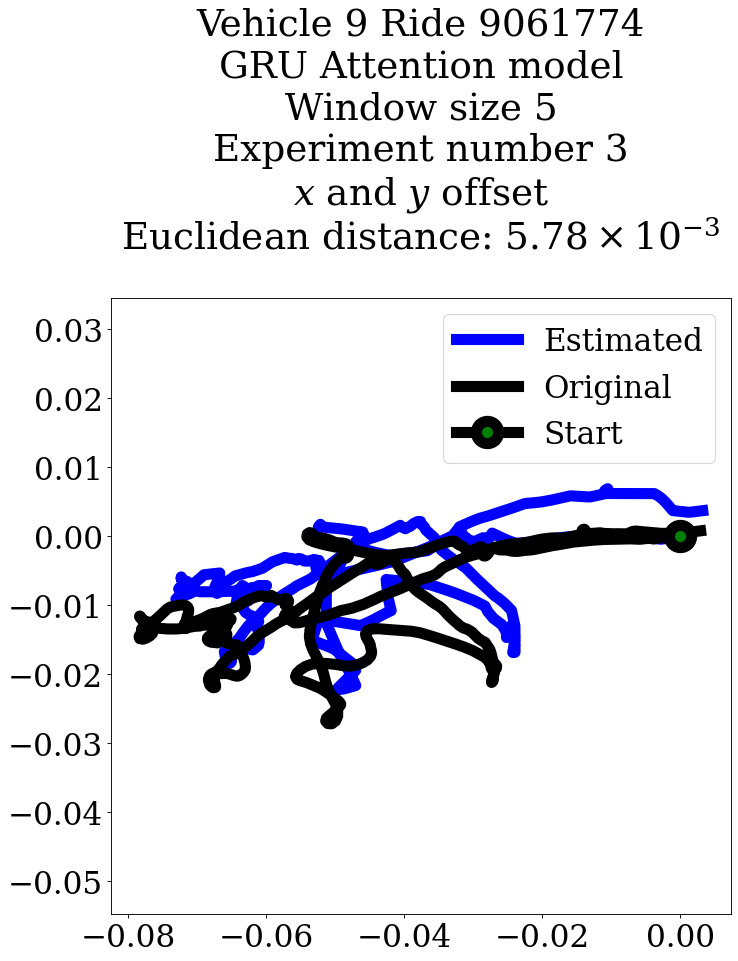 Vehicle 9 Ride 9061774
GRU Attention model
Window size 5
Experiment number 3
x and y offset
Euclidean distance: 5.78 × 10⁻³
Estimated
Original
Start
0.03
0.02
0.01
0.00
−0.01
−0.02
−0.03
−0.04
−0.05
−0.08 −0.06 −0.04 −0.02 0.00